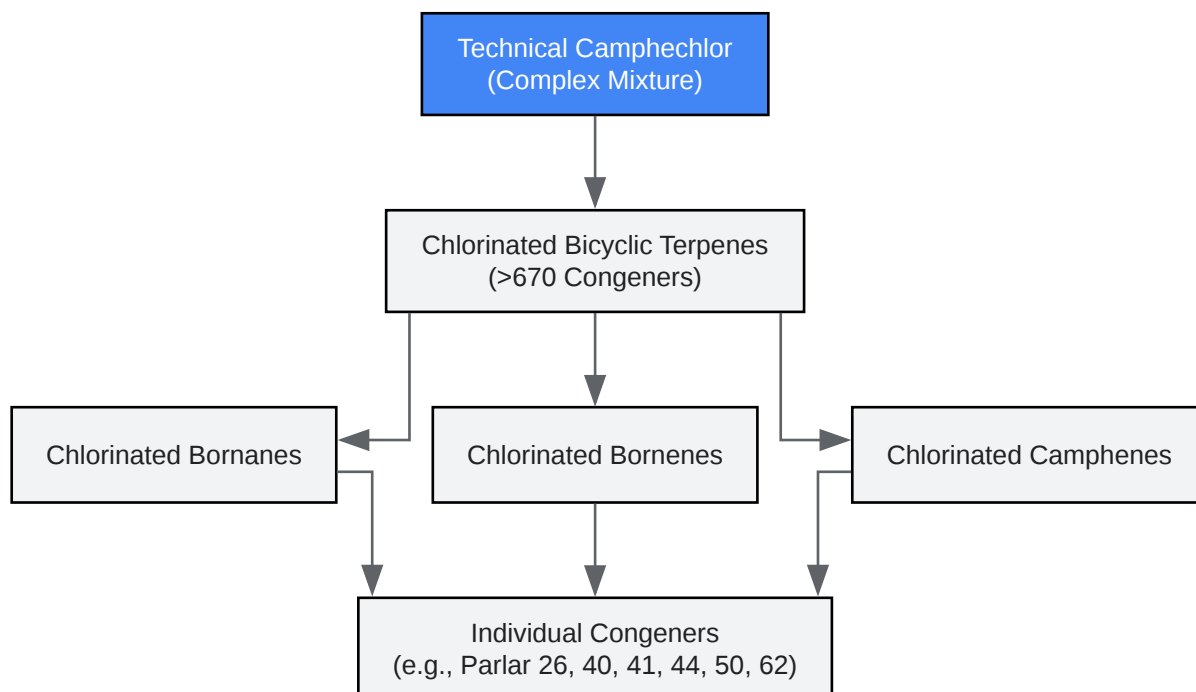 Technical Camphechlor
(Complex Mixture)
Chlorinated Bicyclic Terpenes
(>670 Congeners)
Chlorinated Bornanes
Chlorinated Bornenes
Chlorinated Camphenes
Individual Congeners
(e.g., Parlar 26, 40, 41, 44, 50, 62)